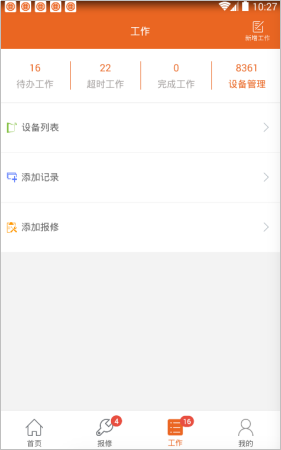 10:27
工作
新增工作
16 22 0 8361
待办工作 超时工作 完成工作 设备管理
设备列表
添加记录
添加报修
4 16
首页 报修 工作 我的